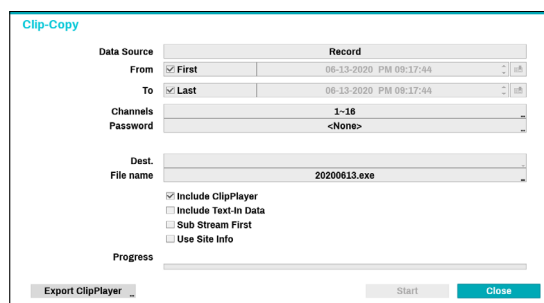 Clip-Copy
Data Source Record
From First 06-13-2020 PM 09:17:44
To Last 06-13-2020 PM 09:17:44
Channels 1~16 ...
Password <None> ...
Dest. ...
File name 20200613.exe ...
Include ClipPlayer
Include Text-In Data
Sub Stream First
Use Site Info
Progress
Export ClipPlayer ... Start Close